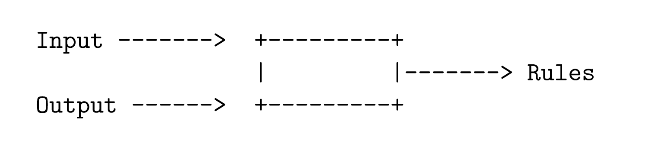 Input -------> +---------+
| |-------> Rules
Output ------> +---------+